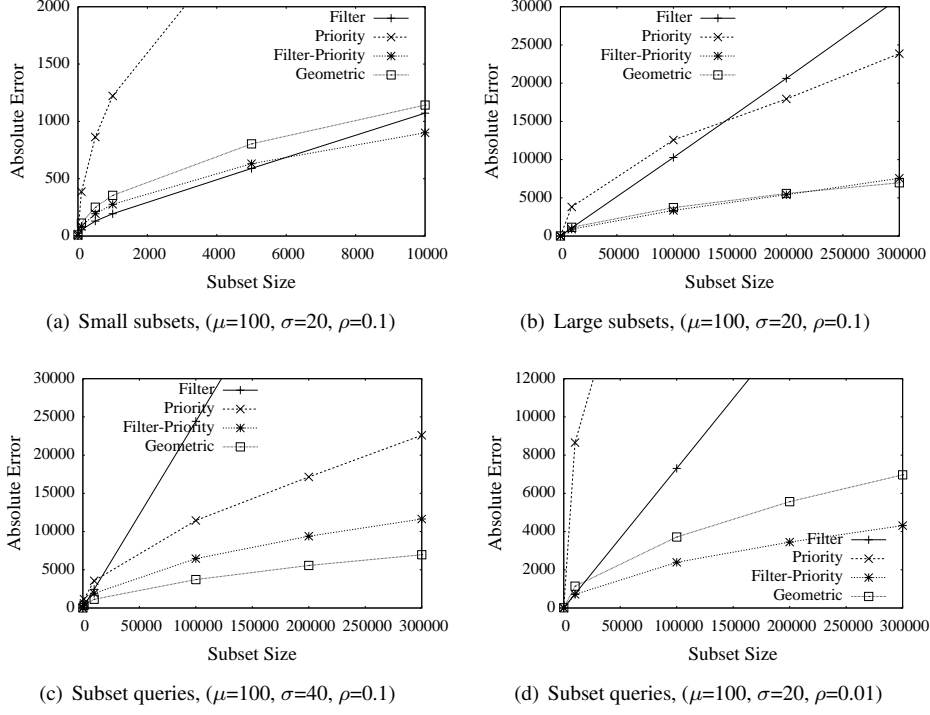 2000
1500
1000
500
0
Absolute Error
Filter
Priority
Filter-Priority
Geometric
0 2000 4000 6000 8000 10000
Subset Size
(a) Small subsets, (μ=100, σ=20, ρ=0.1)
30000
25000
20000
15000
10000
5000
0
Absolute Error
Filter
Priority
Filter-Priority
Geometric
0 50000 100000 150000 200000 250000 300000
Subset Size
(b) Large subsets, (μ=100, σ=20, ρ=0.1)
30000
25000
20000
15000
10000
5000
0
Absolute Error
Filter
Priority
Filter-Priority
Geometric
0 50000 100000 150000 200000 250000 300000
Subset Size
(c) Subset queries, (μ=100, σ=40, ρ=0.1)
12000
10000
8000
6000
4000
2000
0
Absolute Error
Filter
Priority
Filter-Priority
Geometric
0 50000 100000 150000 200000 250000 300000
Subset Size
(d) Subset queries, (μ=100, σ=20, ρ=0.01)